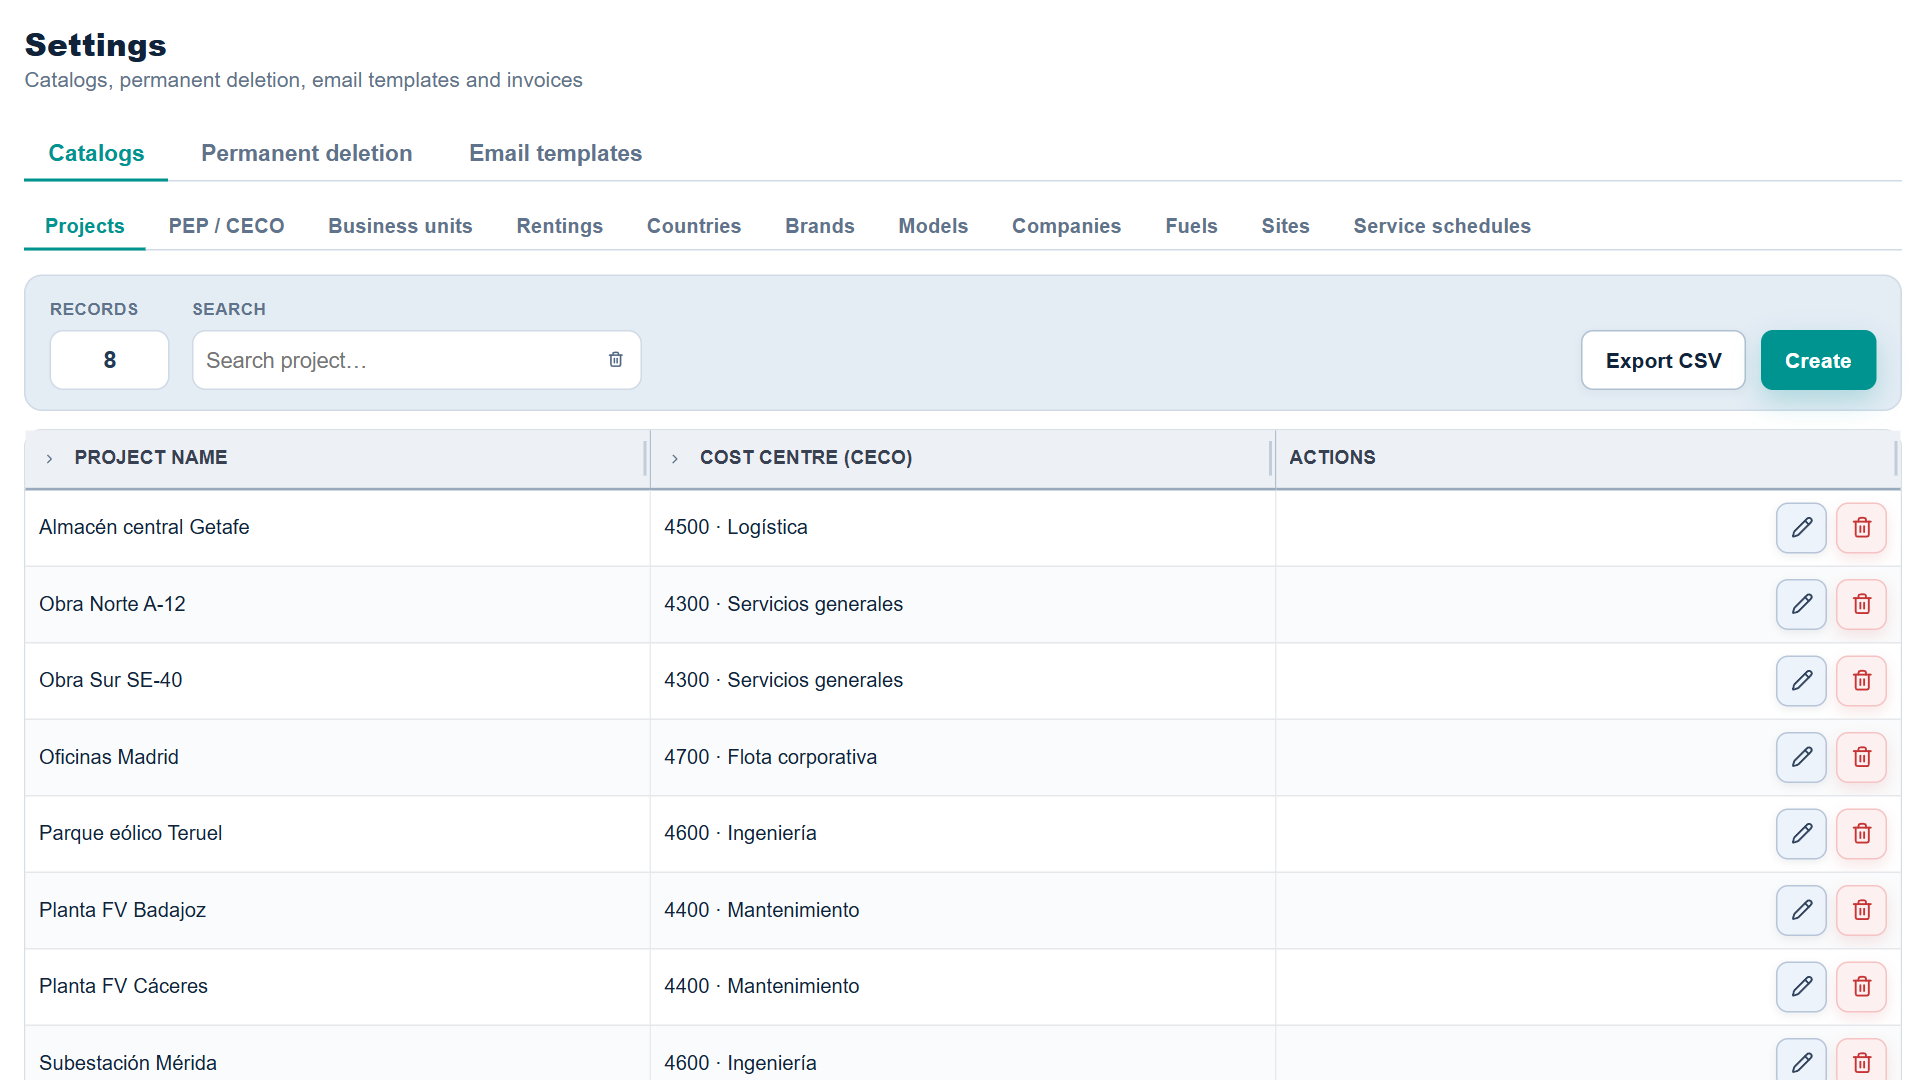 Settings
Catalogs, permanent deletion, email templates and invoices
Catalogs Permanent deletion Email templates
Projects PEP / CECO Business units Rentings Countries Brands Models Companies Fuels Sites Service schedules
RECORDS SEARCH
8 Search project... Export CSV Create
PROJECT NAME COST CENTRE (CECO) ACTIONS
Almacén central Getafe 4500 · Logística
Obra Norte A-12 4300 · Servicios generales
Obra Sur SE-40 4300 · Servicios generales
Oficinas Madrid 4700 · Flota corporativa
Parque eólico Teruel 4600 · Ingeniería
Planta FV Badajoz 4400 · Mantenimiento
Planta FV Cáceres 4400 · Mantenimiento
Subestación Mérida 4600 · Ingeniería